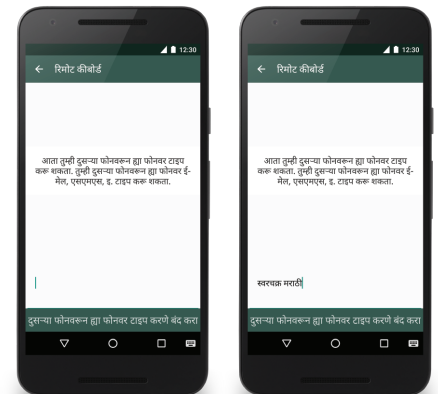 12:30
रिमोट कीबोर्ड
आता तुम्ही दुसऱ्या फोनवरून ह्या फोनवर टाइप
करू शकता. तुम्ही दुसऱ्या फोनवरून ह्या फोनवर ई-
मेल, एसएमएस, इ. टाइप करू शकता.
दुसऱ्या फोनवरून ह्या फोनवर टाइप करणे बंद करा
12:30
रिमोट कीबोर्ड
आता तुम्ही दुसऱ्या फोनवरून ह्या फोनवर टाइप
करू शकता. तुम्ही दुसऱ्या फोनवरून ह्या फोनवर ई-
मेल, एसएमएस, इ. टाइप करू शकता.
स्वरचक्र मराठी
दुसऱ्या फोनवरून ह्या फोनवर टाइप करणे बंद करा